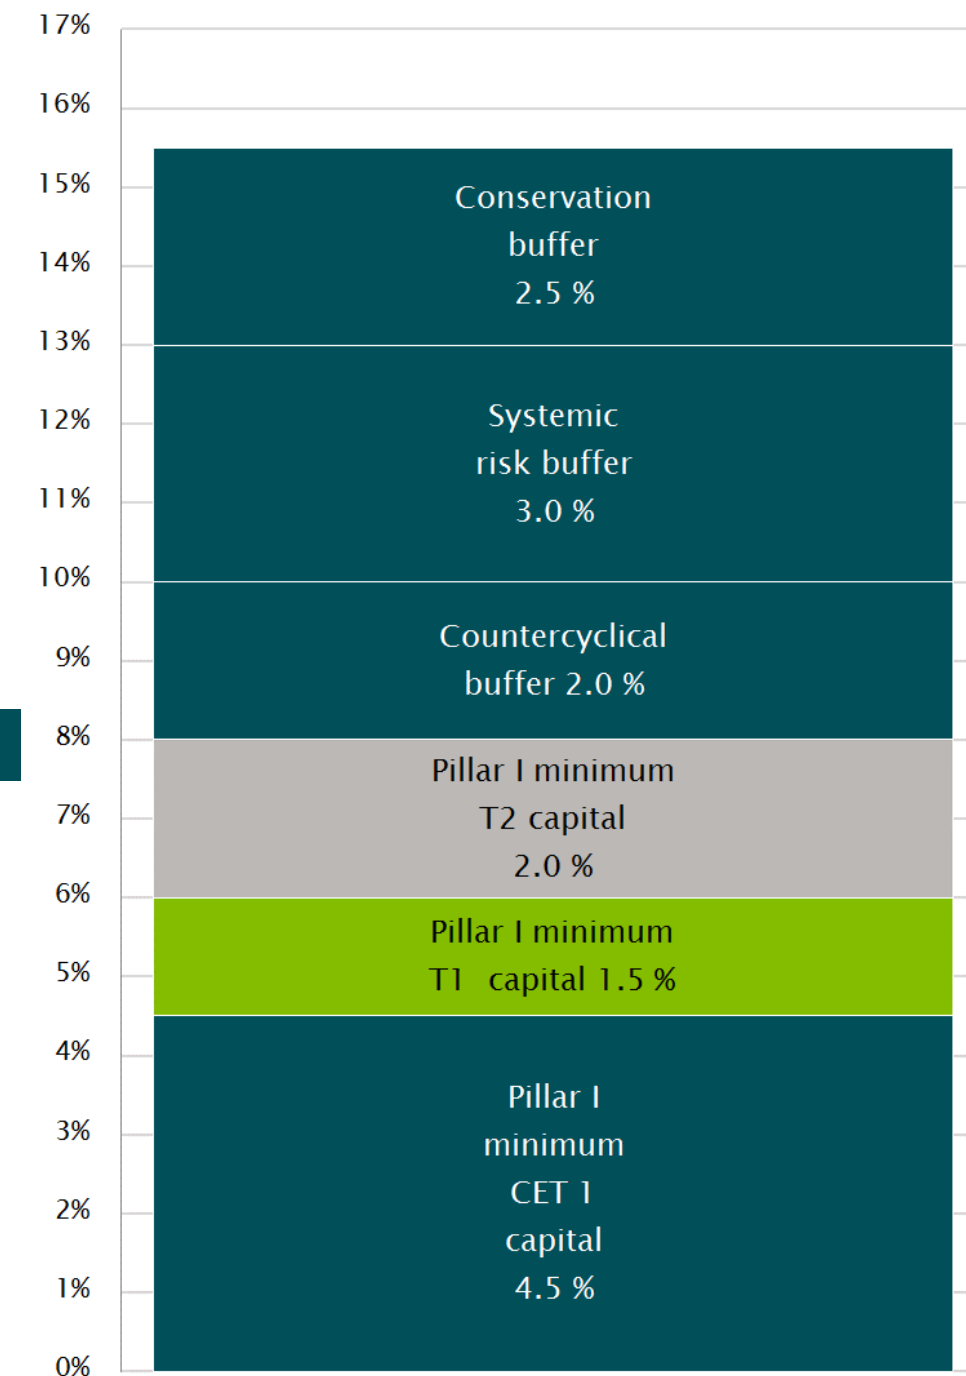 17%
16%
15%
14%
13%
12%
11%
10%
9%
8%
7%
6%
5%
4%
3%
2%
1%
0%
Conservation
buffer
2.5 %
Systemic
risk buffer
3.0 %
Countercyclical
buffer 2.0 %
Pillar I minimum
T2 capital
2.0 %
Pillar I minimum
T1 capital 1.5 %
Pillar I
minimum
CET 1
capital
4.5 %